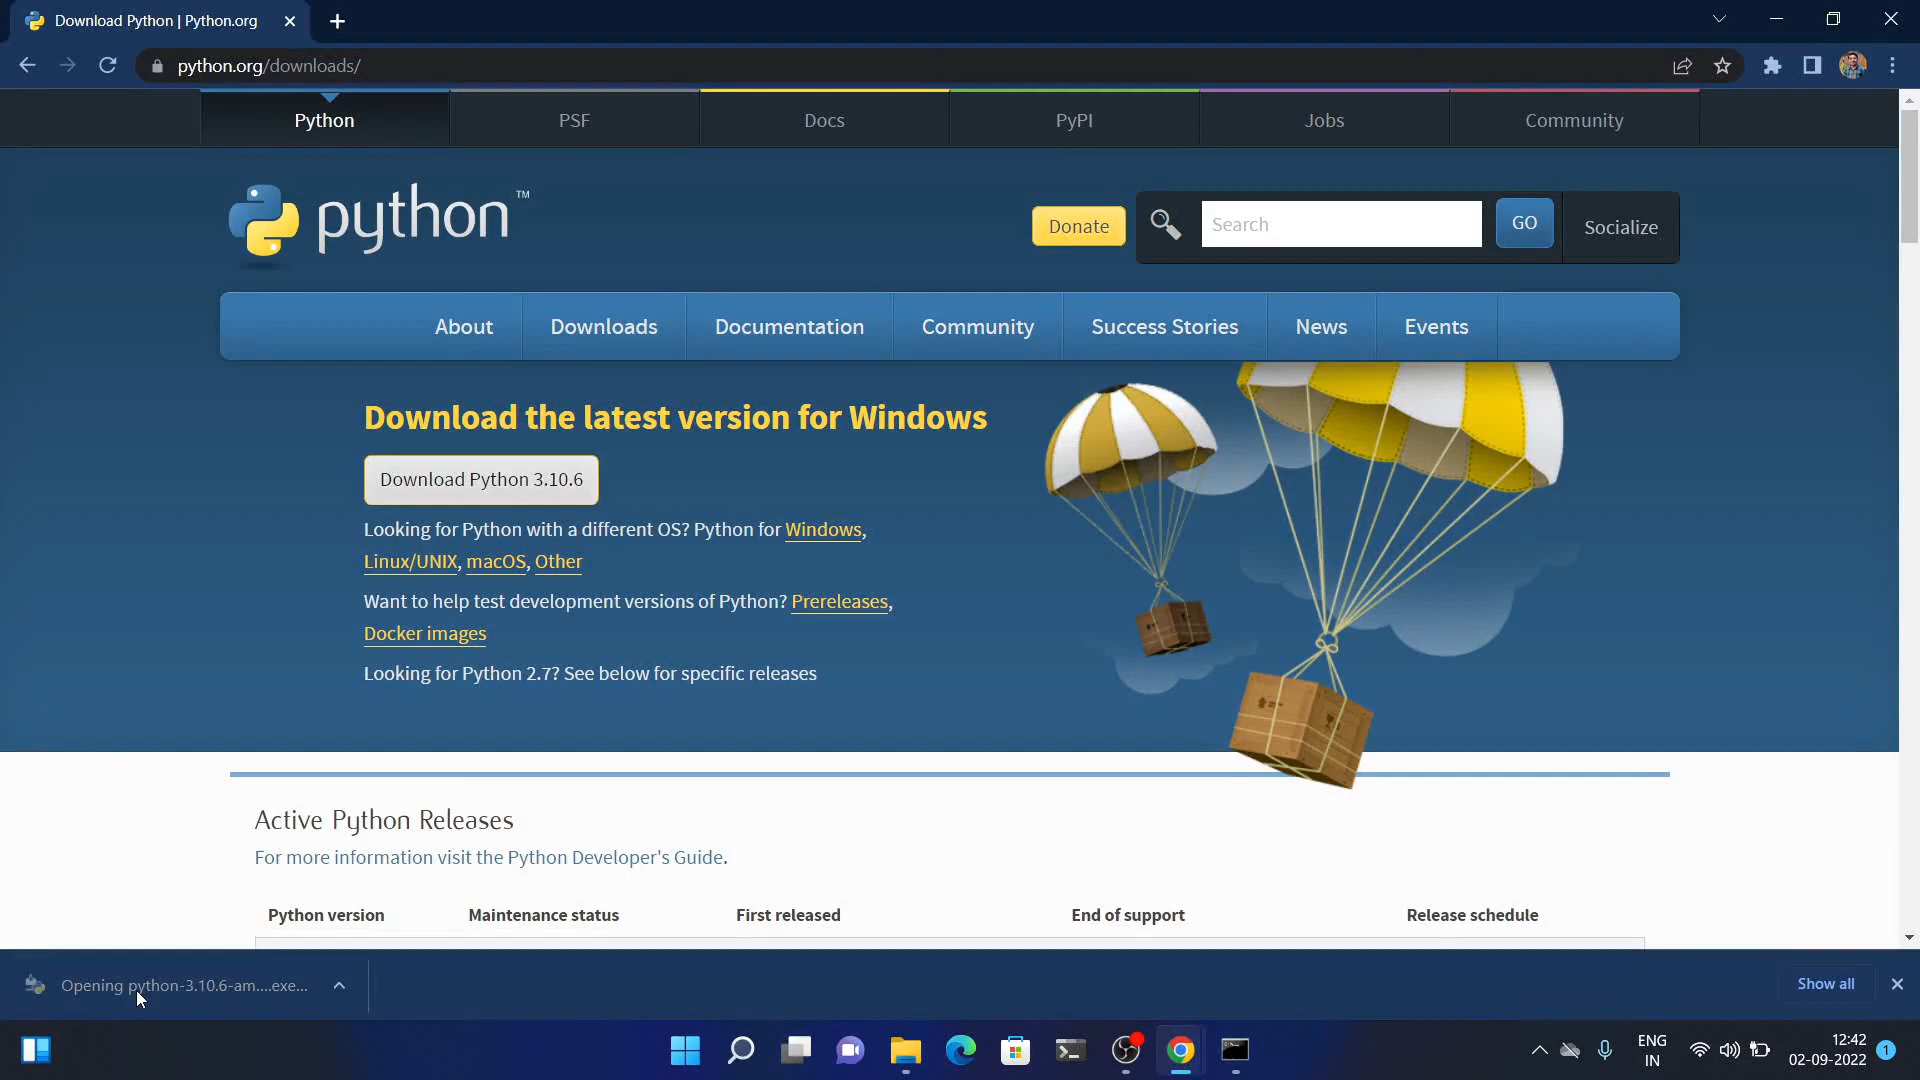 Download Python | Python.org
python.org/downloads/
Python
PSF
Docs
PyPI
Jobs
Community
python™
Donate
Search
GO
Socialize
About
Downloads
Documentation
Community
Success Stories
News
Events
Download the latest version for Windows
Download Python 3.10.6
Looking for Python with a different OS? Python for Windows,
Linux/UNIX, macOS, Other
Want to help test development versions of Python? Prereleases,
Docker images
Looking for Python 2.7? See below for specific releases
Active Python Releases
For more information visit the Python Developer's Guide.
Python version
Maintenance status
First released
End of support
Release schedule
Opening python-3.10.6-am....exe...
Show all
ENG
IN
12:42
02-09-2022
1